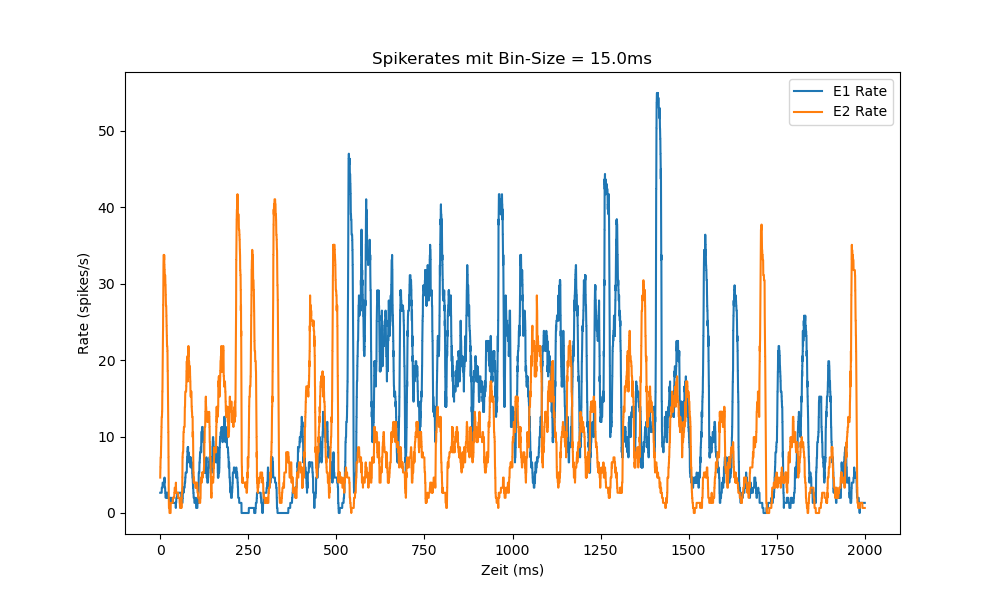 Spikerates mit Bin-Size = 15.0ms
E1 Rate
E2 Rate
Rate (spikes/s)
50
40
30
20
10
0
0 250 500 750 1000 1250 1500 1750 2000
Zeit (ms)